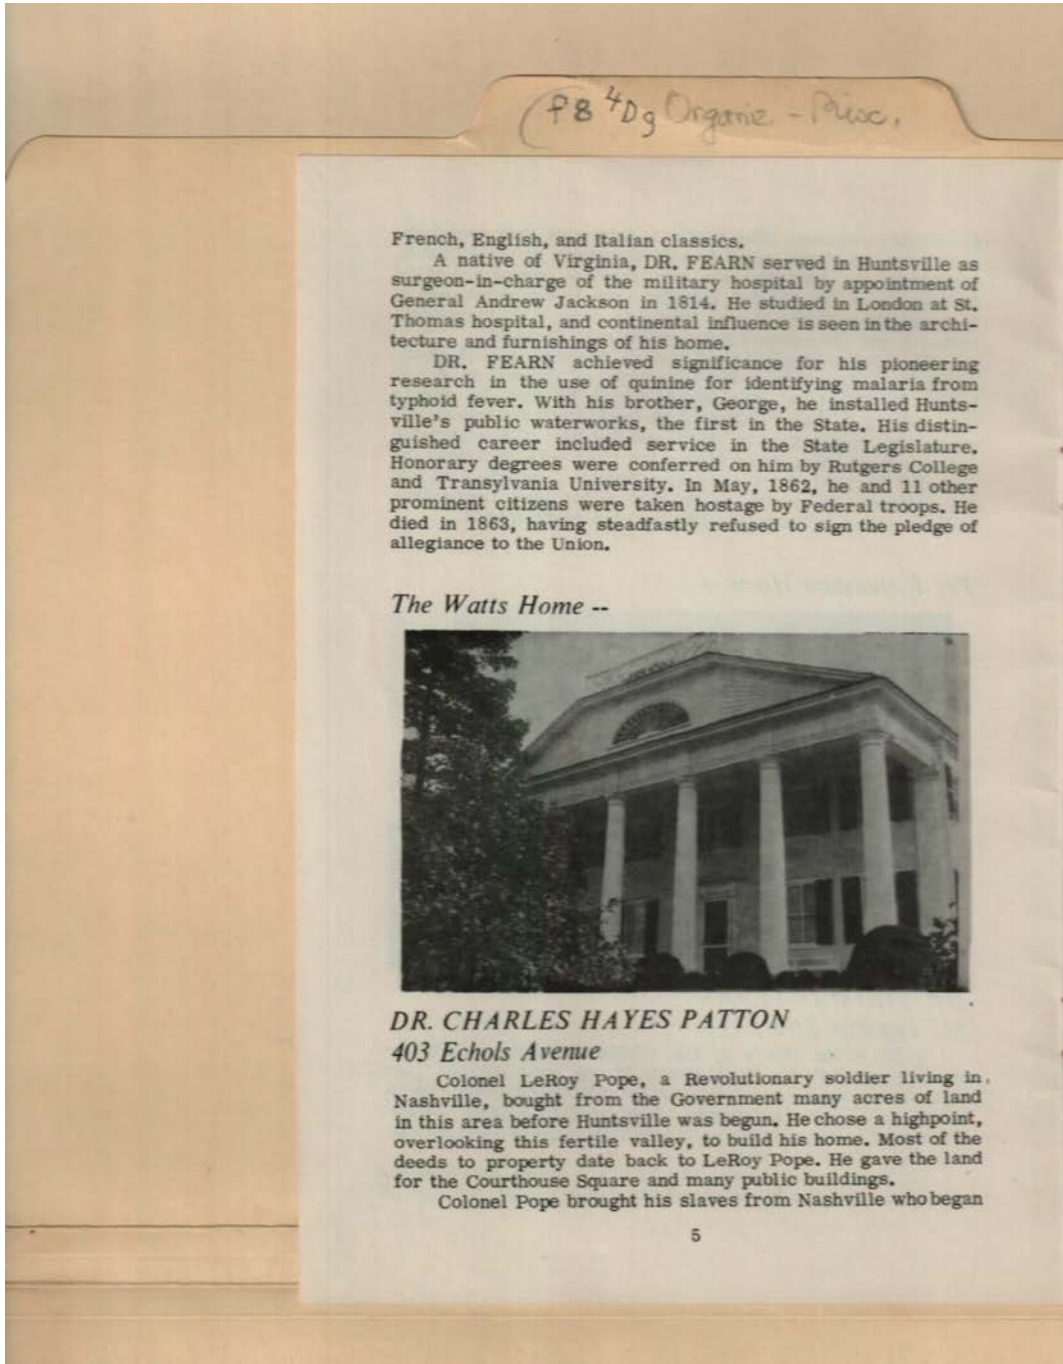 f8 4Dg Organiz. - Misc.
French, English, and Italian classics.
A native of Virginia, DR. FEARN served in Huntsville as
surgeon-in-charge of the military hospital by appointment of
General Andrew Jackson in 1814. He studied in London at St.
Thomas hospital, and continental influence is seen in the archi-
tecture and furnishings of his home.
DR. FEARN achieved significance for his pioneering
research in the use of quinine for identifying malaria from
typhoid fever. With his brother, George, he installed Hunts-
ville's public waterworks, the first in the State. His distin-
guished career included service in the State Legislature.
Honorary degrees were conferred on him by Rutgers College
and Transylvania University. In May, 1862, he and 11 other
prominent citizens were taken hostage by Federal troops. He
died in 1863, having steadfastly refused to sign the pledge of
allegiance to the Union.
The Watts Home --
DR. CHARLES HAYES PATTON
403 Echols Avenue
Colonel LeRoy Pope, a Revolutionary soldier living in
Nashville, bought from the Government many acres of land
in this area before Huntsville was begun. He chose a highpoint,
overlooking this fertile valley, to build his home. Most of the
deeds to property date back to LeRoy Pope. He gave the land
for the Courthouse Square and many public buildings.
Colonel Pope brought his slaves from Nashville who began
5